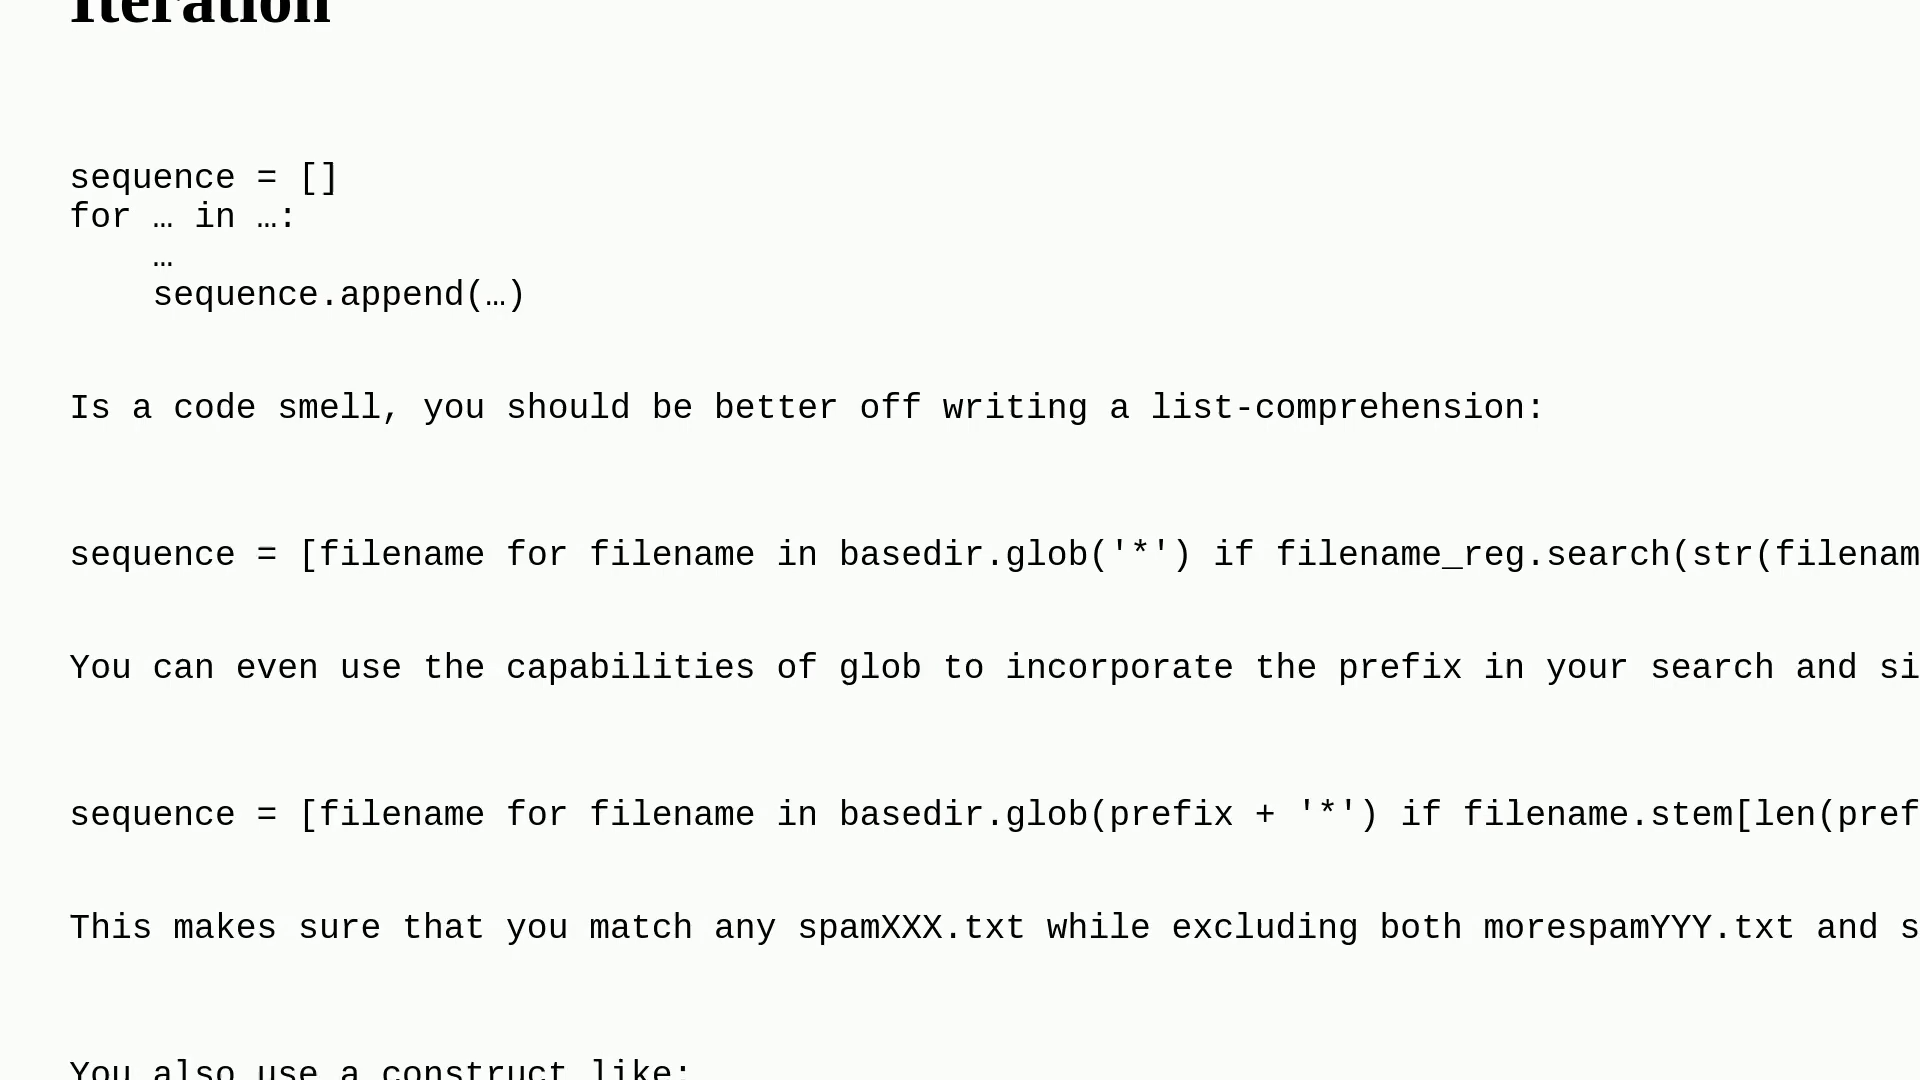 Iteration
sequence = []
for … in …:
    …
    sequence.append(…)
Is a code smell, you should be better off writing a list-comprehension:
sequence = [filename for filename in basedir.glob('*') if filename_reg.search(str(filenam
You can even use the capabilities of glob to incorporate the prefix in your search and si
sequence = [filename for filename in basedir.glob(prefix + '*') if filename.stem[len(pref
This makes sure that you match any spamXXX.txt while excluding both morespamYYY.txt and s
You also use a construct like: